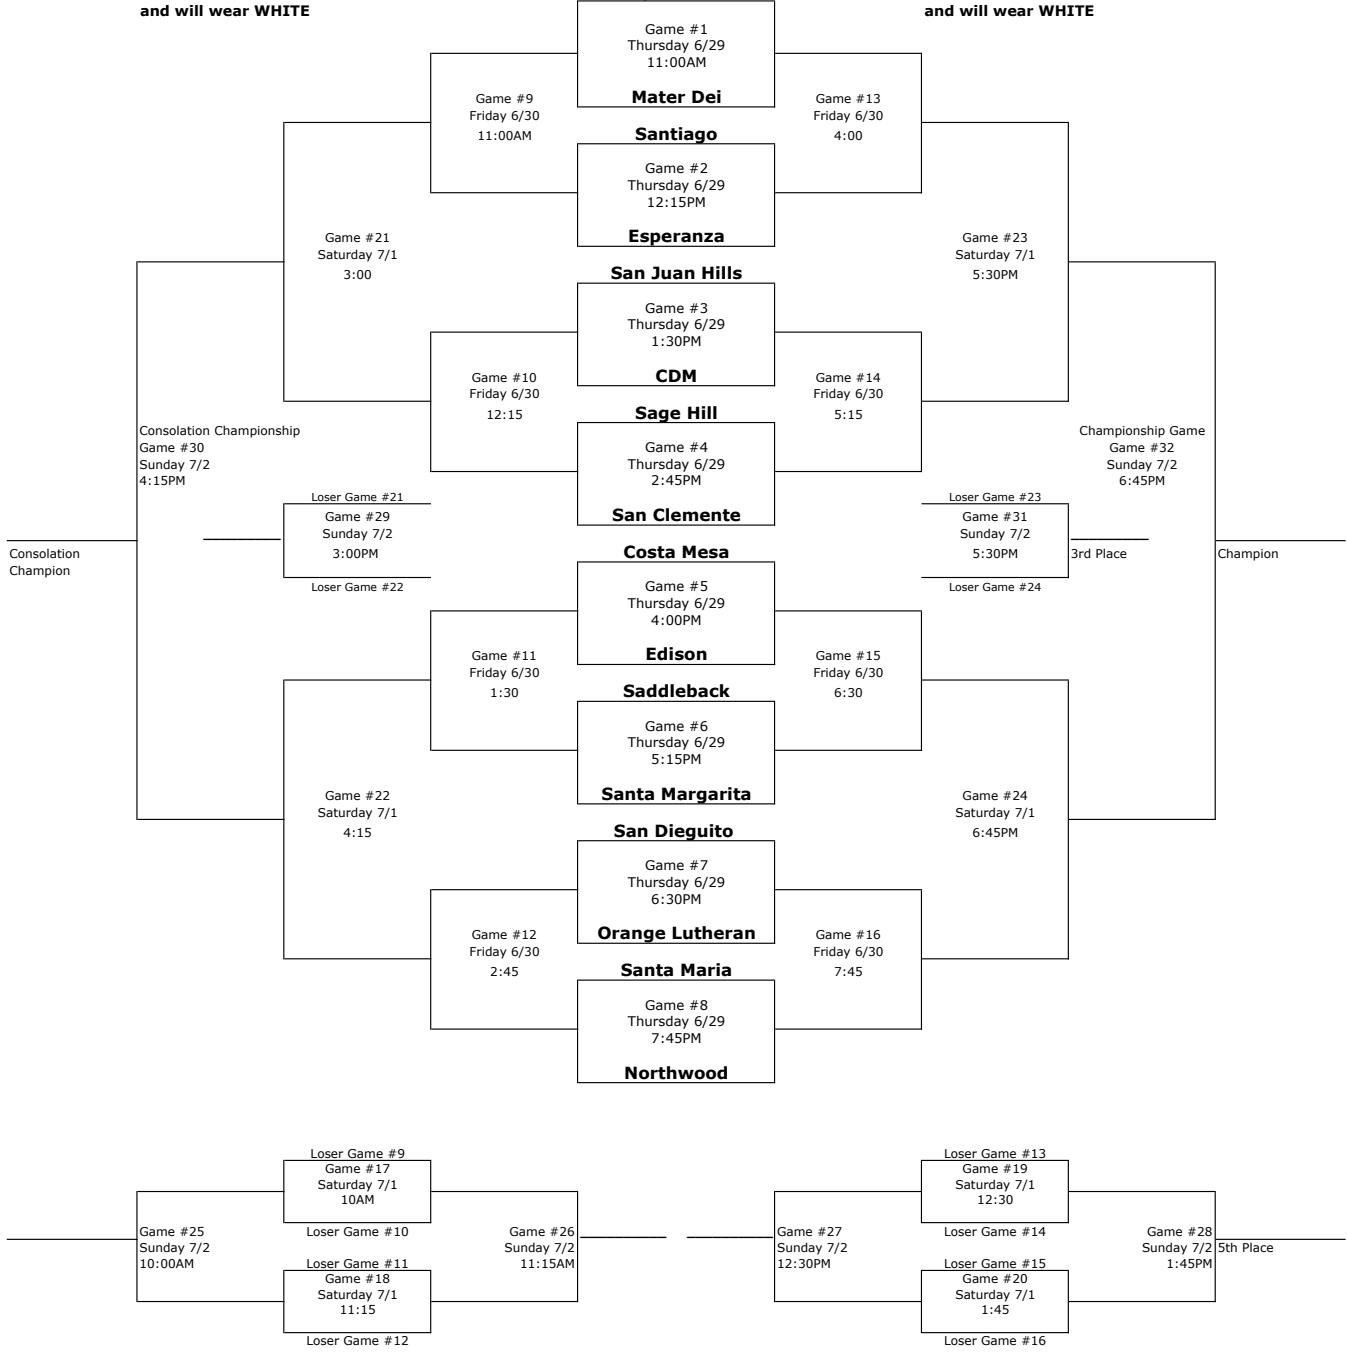 and will wear WHITE
and will wear WHITE
Game #1
Thursday 6/29
11:00AM
Mater Dei
Game #9
Friday 6/30
11:00AM
Game #13
Friday 6/30
4:00
Santiago
Game #2
Thursday 6/29
12:15PM
Esperanza
Game #21
Saturday 7/1
3:00
Game #23
Saturday 7/1
5:30PM
San Juan Hills
Game #3
Thursday 6/29
1:30PM
CDM
Game #10
Friday 6/30
12:15
Game #14
Friday 6/30
5:15
Sage Hill
Game #4
Thursday 6/29
2:45PM
San Clemente
Consolation Championship
Game #30
Sunday 7/2
4:15PM
Championship Game
Game #32
Sunday 7/2
6:45PM
Loser Game #21
Game #29
Sunday 7/2
3:00PM
Loser Game #22
Loser Game #23
Game #31
Sunday 7/2
5:30PM
Loser Game #24
3rd Place
Consolation
Champion
Champion
Costa Mesa
Game #5
Thursday 6/29
4:00PM
Edison
Game #11
Friday 6/30
1:30
Game #15
Friday 6/30
6:30
Saddleback
Game #6
Thursday 6/29
5:15PM
Santa Margarita
Game #22
Saturday 7/1
4:15
Game #24
Saturday 7/1
6:45PM
San Dieguito
Game #7
Thursday 6/29
6:30PM
Orange Lutheran
Game #12
Friday 6/30
2:45
Game #16
Friday 6/30
7:45
Santa Maria
Game #8
Thursday 6/29
7:45PM
Northwood
Loser Game #9
Game #17
Saturday 7/1
10AM
Loser Game #10
Loser Game #13
Game #19
Saturday 7/1
12:30
Loser Game #14
Game #25
Sunday 7/2
10:00AM
Game #26
Sunday 7/2
11:15AM
Game #27
Sunday 7/2
12:30PM
Game #28
Sunday 7/2
1:45PM
5th Place
Loser Game #11
Game #18
Saturday 7/1
11:15
Loser Game #12
Loser Game #15
Game #20
Saturday 7/1
1:45
Loser Game #16